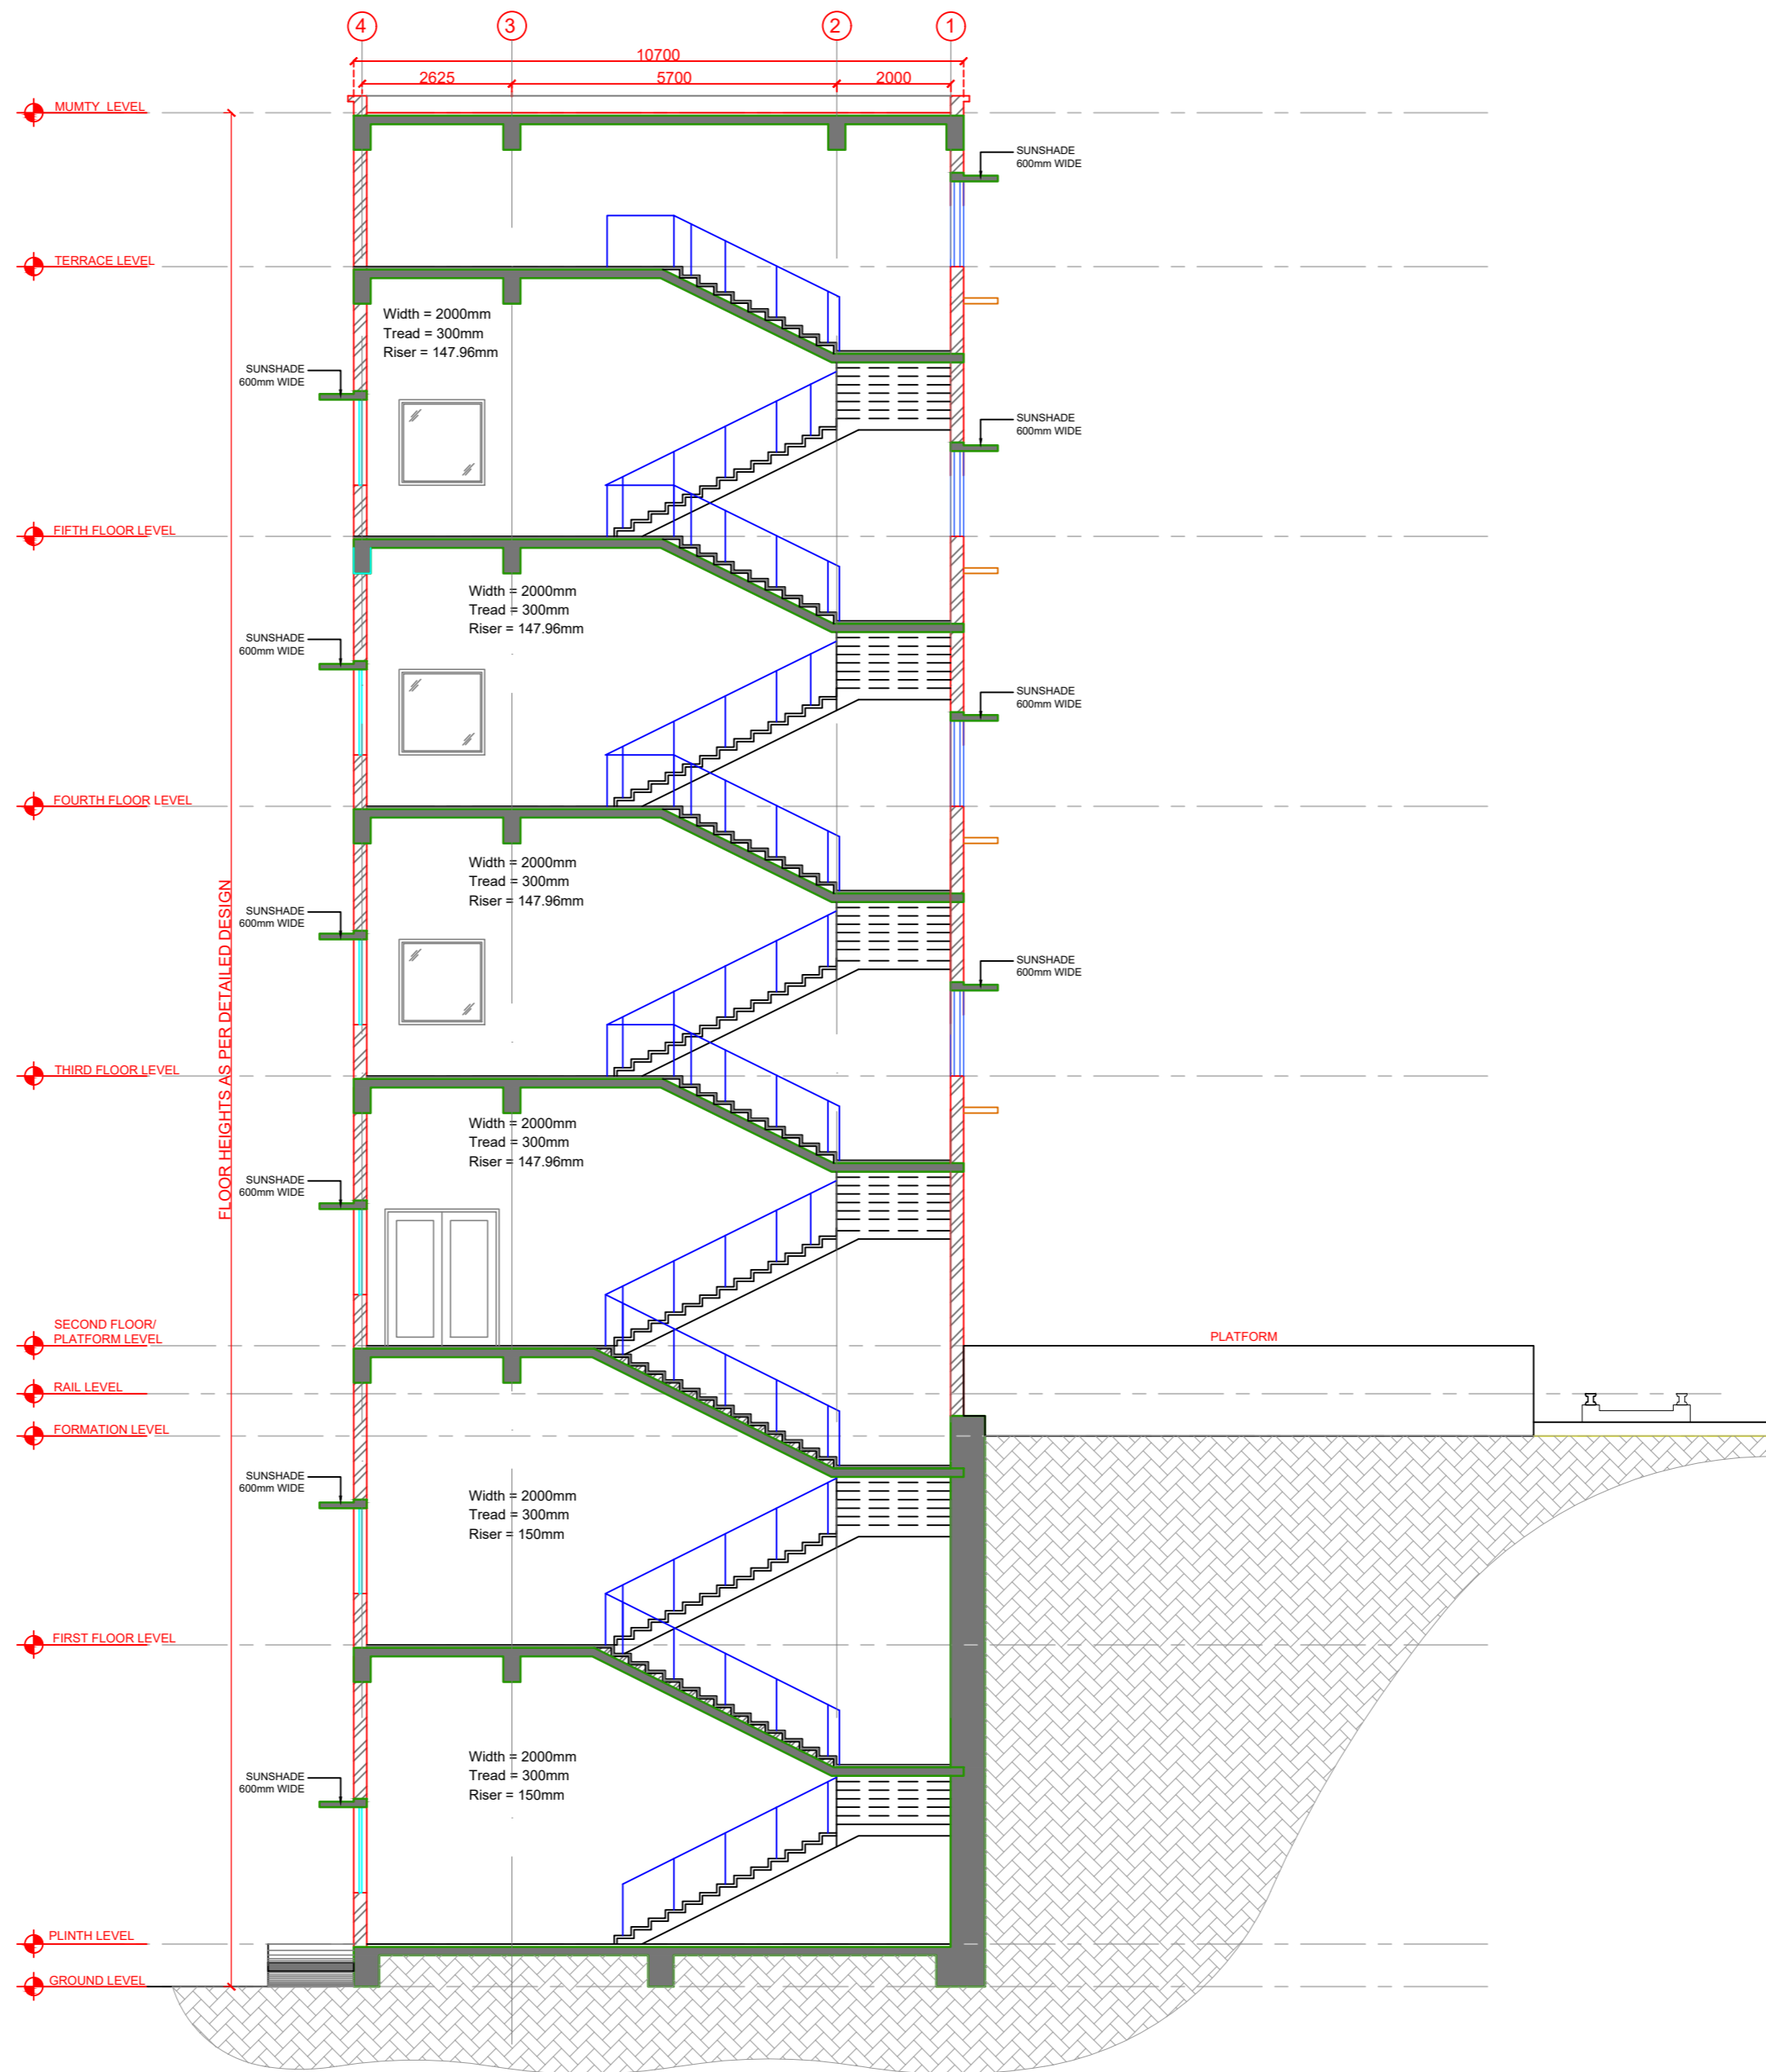 4
3
2
1
10700
2625
5700
2000
MUMTY LEVEL
SUNSHADE
600mm WIDE
TERRACE LEVEL
Width = 2000mm
Tread = 300mm
Riser = 147.96mm
SUNSHADE
600mm WIDE
SUNSHADE
600mm WIDE
FIFTH FLOOR LEVEL
Width = 2000mm
Tread = 300mm
Riser = 147.96mm
SUNSHADE
600mm WIDE
SUNSHADE
600mm WIDE
FOURTH FLOOR LEVEL
Width = 2000mm
Tread = 300mm
Riser = 147.96mm
FLOOR HEIGHTS AS PER DETAILED DESIGN
SUNSHADE
600mm WIDE
SUNSHADE
600mm WIDE
THIRD FLOOR LEVEL
Width = 2000mm
Tread = 300mm
Riser = 147.96mm
SUNSHADE
600mm WIDE
SECOND FLOOR/
PLATFORM LEVEL
PLATFORM
RAIL LEVEL
FORMATION LEVEL
SUNSHADE
600mm WIDE
Width = 2000mm
Tread = 300mm
Riser = 150mm
FIRST FLOOR LEVEL
Width = 2000mm
Tread = 300mm
Riser = 150mm
SUNSHADE
600mm WIDE
PLINTH LEVEL
GROUND LEVEL